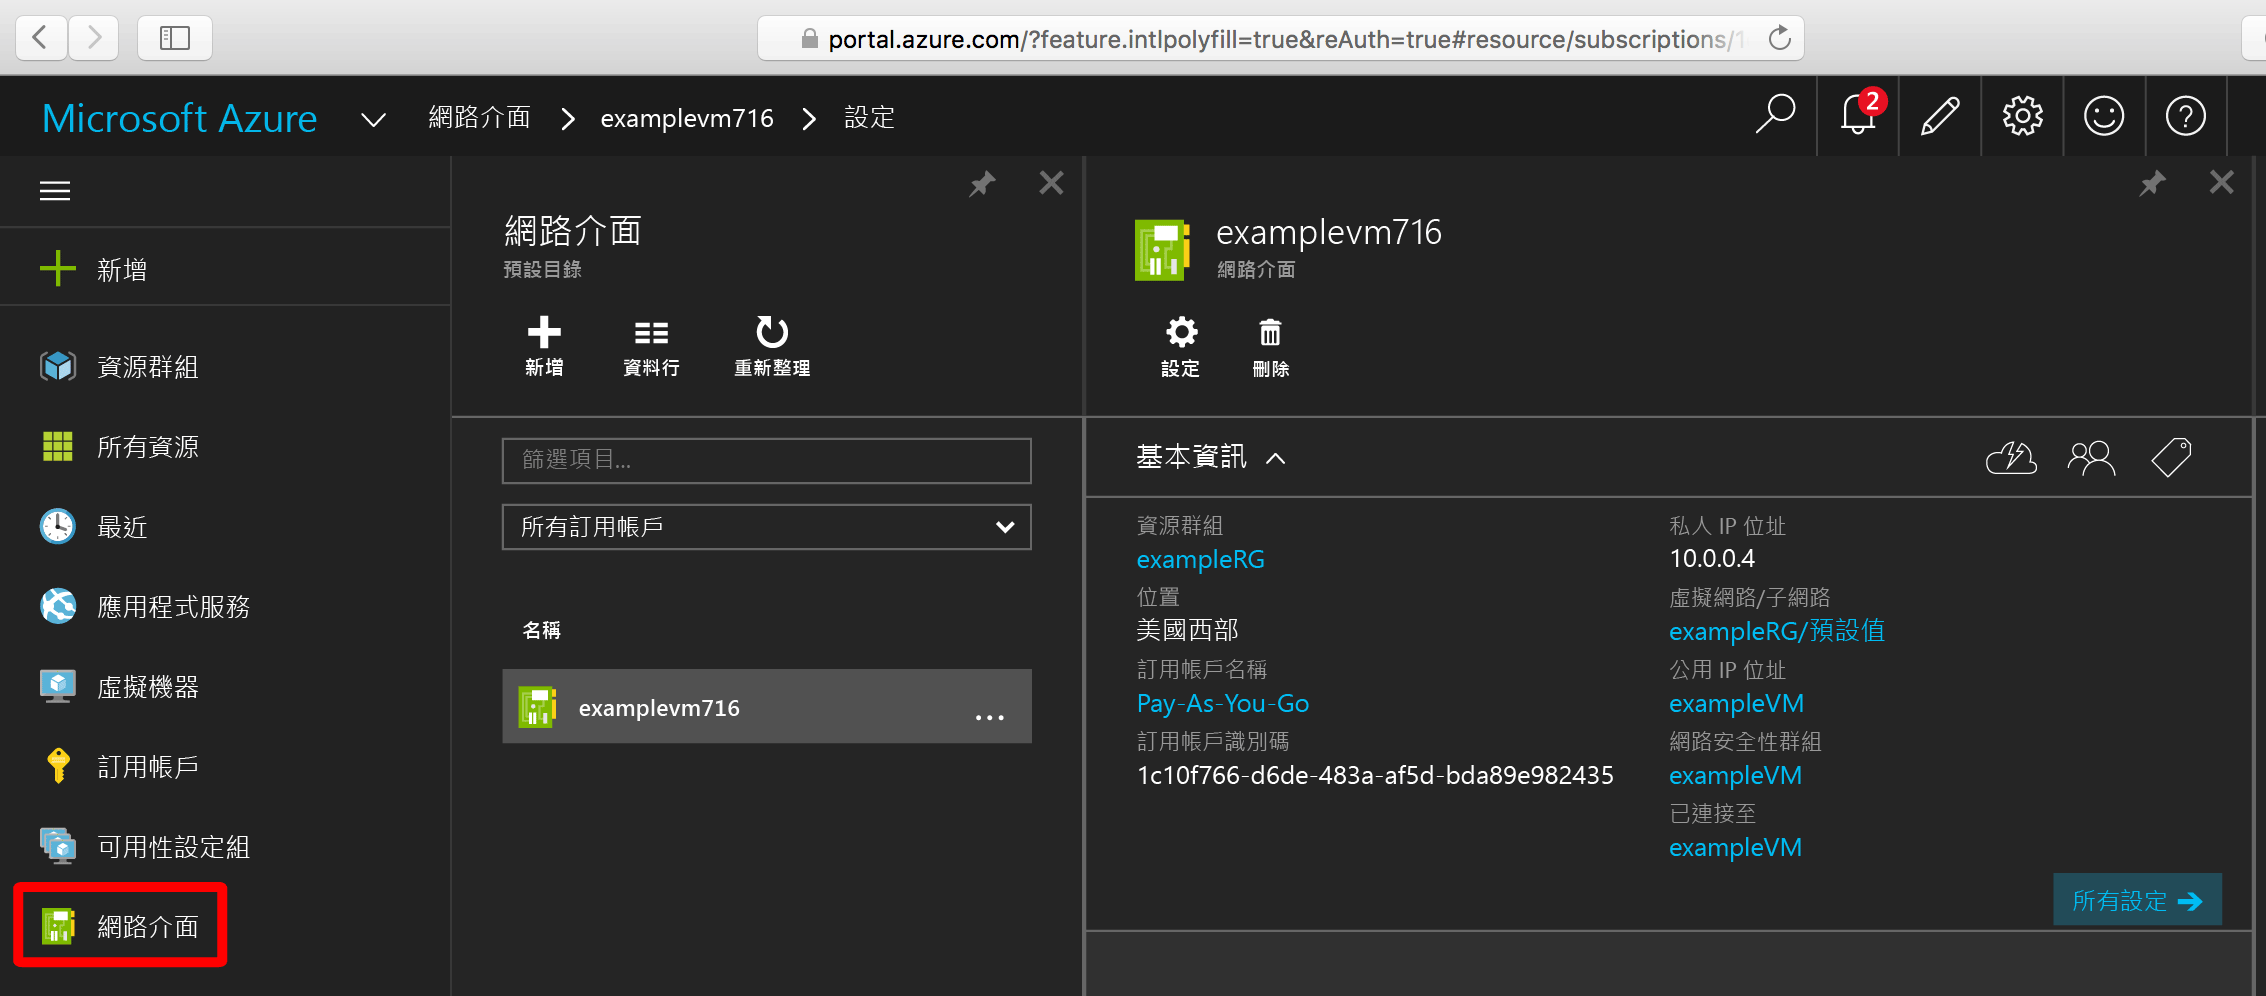 portal.azure.com/?feature.intlpolyfill=true&reAuth=true#resource/subscriptions/1
Microsoft Azure
網路介面
examplevm716
設定
2
新增
資源群組
所有資源
最近
應用程式服務
虛擬機器
訂用帳戶
可用性設定組
網路介面
網路介面
預設目錄
新增
資料行
重新整理
篩選項目...
所有訂用帳戶
名稱
examplevm716
...
examplevm716
網路介面
設定
刪除
基本資訊
資源群組
exampleRG
位置
美國西部
訂用帳戶名稱
Pay-As-You-Go
訂用帳戶識別碼
1c10f766-d6de-483a-af5d-bda89e982435
私人 IP 位址
10.0.0.4
虛擬網路/子網路
exampleRG/預設值
公用 IP 位址
exampleVM
網路安全性群組
exampleVM
已連接至
exampleVM
所有設定